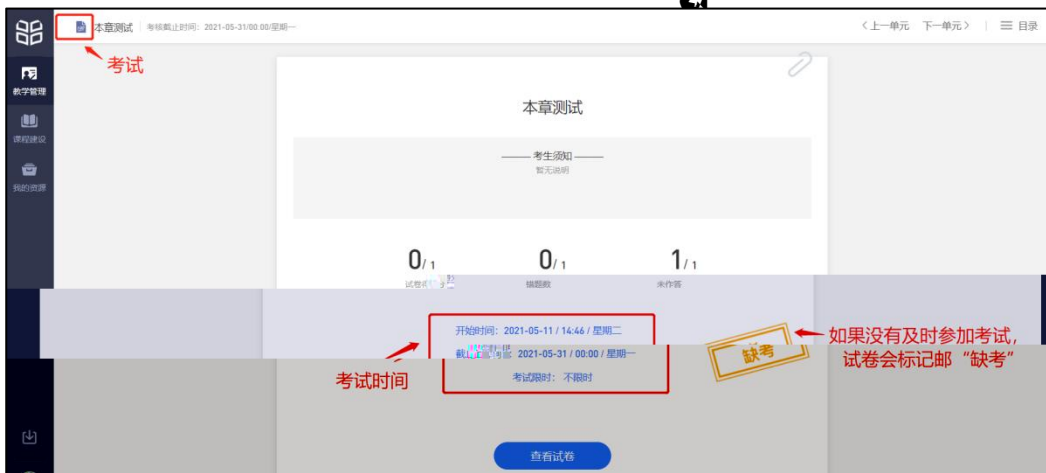 本章测试 考核截止时间：2021-05-31/00:00/星期一
〈上一单元 下一单元〉 目录
考试
教学管理
课程建设
我的资源
本章测试
考生须知
暂无说明
0/ 1 0/ 1 1/ 1
错题数 未作答
开始时间：2021-05-11 / 14:46 / 星期二
2021-05-31 / 00:00 / 星期一
考试限时：不限时
考试时间
缺考
如果没有及时参加考试，
试卷会标记邮“缺考”
查看试卷